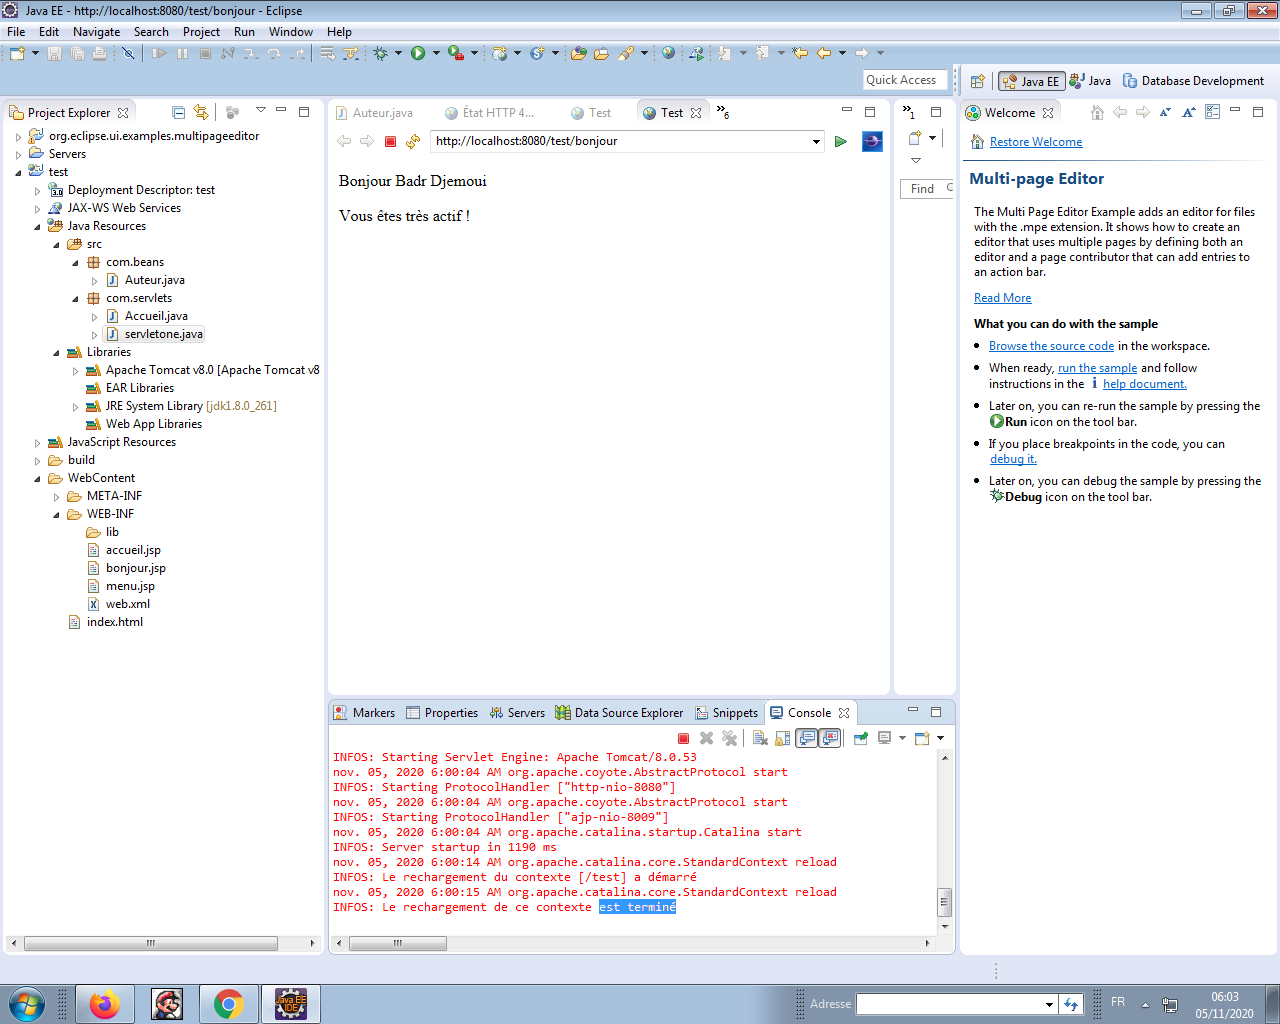 Java EE - http://localhost:8080/test/bonjour - Eclipse
File Edit Navigate Search Project Run Window Help
Quick Access
Java EE
Java
Database Development
Project Explorer
org.eclipse.ui.examples.multipageeditor
Servers
test
Deployment Descriptor: test
JAX-WS Web Services
Java Resources
src
com.beans
Auteur.java
com.servlets
Accueil.java
servletone.java
Libraries
Apache Tomcat v8.0 [Apache Tomcat v8
EAR Libraries
JRE System Library [jdk1.8.0_261]
Web App Libraries
JavaScript Resources
build
WebContent
META-INF
WEB-INF
lib
accueil.jsp
bonjour.jsp
menu.jsp
web.xml
index.html
Auteur.java
État HTTP 4...
Test
Test
»6
http://localhost:8080/test/bonjour
Bonjour Badr Djemoui
Vous êtes très actif !
»1
Find
Welcome
Restore Welcome
Multi-page Editor
The Multi Page Editor Example adds an editor for files
with the .mpe extension. It shows how to create an
editor that uses multiple pages by defining both an
editor and a page contributor that can add entries to
an action bar.
Read More
What you can do with the sample
Browse the source code in the workspace.
When ready, run the sample and follow
instructions in the help document.
Later on, you can re-run the sample by pressing the
Run icon on the tool bar.
If you place breakpoints in the code, you can
debug it.
Later on, you can debug the sample by pressing the
Debug icon on the tool bar.
Markers
Properties
Servers
Data Source Explorer
Snippets
Console
INFOS: Starting Servlet Engine: Apache Tomcat/8.0.53
nov. 05, 2020 6:00:04 AM org.apache.coyote.AbstractProtocol start
INFOS: Starting ProtocolHandler ["http-nio-8080"]
nov. 05, 2020 6:00:04 AM org.apache.coyote.AbstractProtocol start
INFOS: Starting ProtocolHandler ["ajp-nio-8009"]
nov. 05, 2020 6:00:04 AM org.apache.catalina.startup.Catalina start
INFOS: Server startup in 1190 ms
nov. 05, 2020 6:00:14 AM org.apache.catalina.core.StandardContext reload
INFOS: Le rechargement du contexte [/test] a démarré
nov. 05, 2020 6:00:15 AM org.apache.catalina.core.StandardContext reload
INFOS: Le rechargement de ce contexte est terminé
Java EE
IDE
Adresse
FR
06:03
05/11/2020